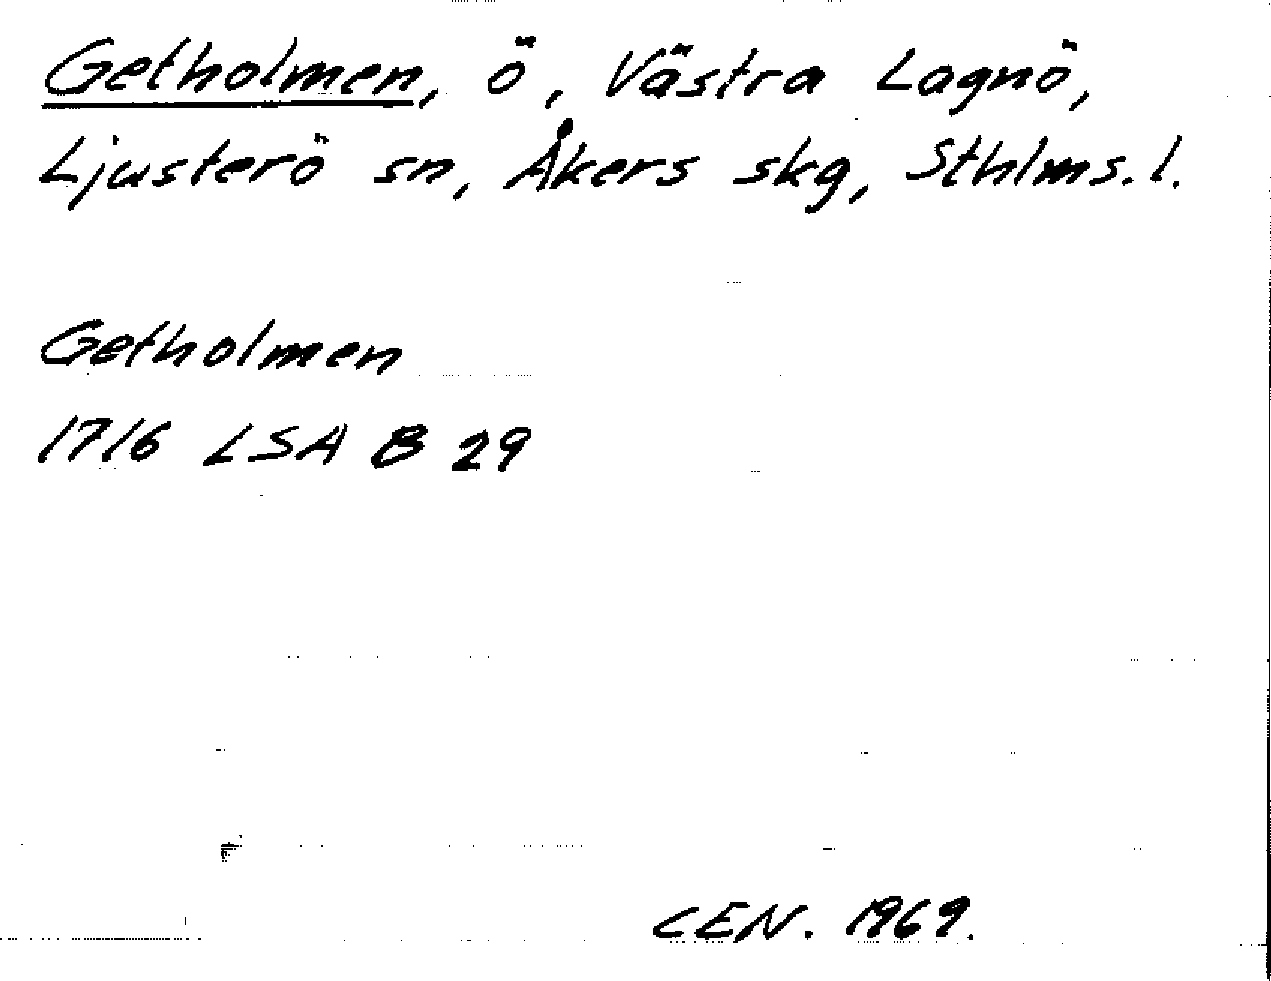 Getholmen, ö, Västra Lagnö,
Ljusterö sn, Åkers skg, Sthlms. l.
Getholmen
1716 LSA B 29
CEN. 1969.